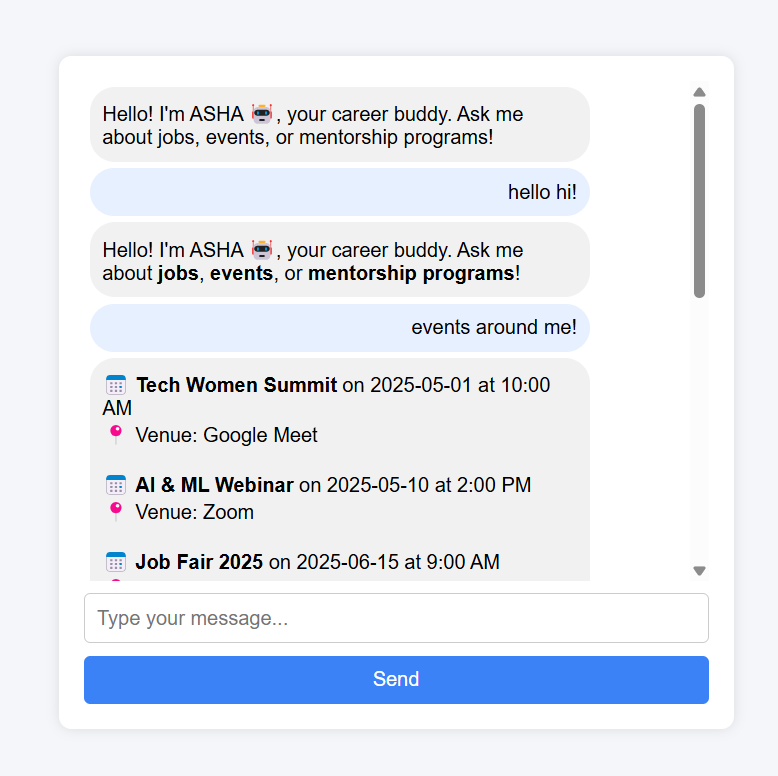 Hello! I'm ASHA 🤖, your career buddy. Ask me
about jobs, events, or mentorship programs!
hello hi!
Hello! I'm ASHA 🤖, your career buddy. Ask me
about jobs, events, or mentorship programs!
events around me!
📅 Tech Women Summit on 2025-05-01 at 10:00
AM
📍 Venue: Google Meet
📅 AI & ML Webinar on 2025-05-10 at 2:00 PM
📍 Venue: Zoom
📅 Job Fair 2025 on 2025-06-15 at 9:00 AM
Type your message...
Send